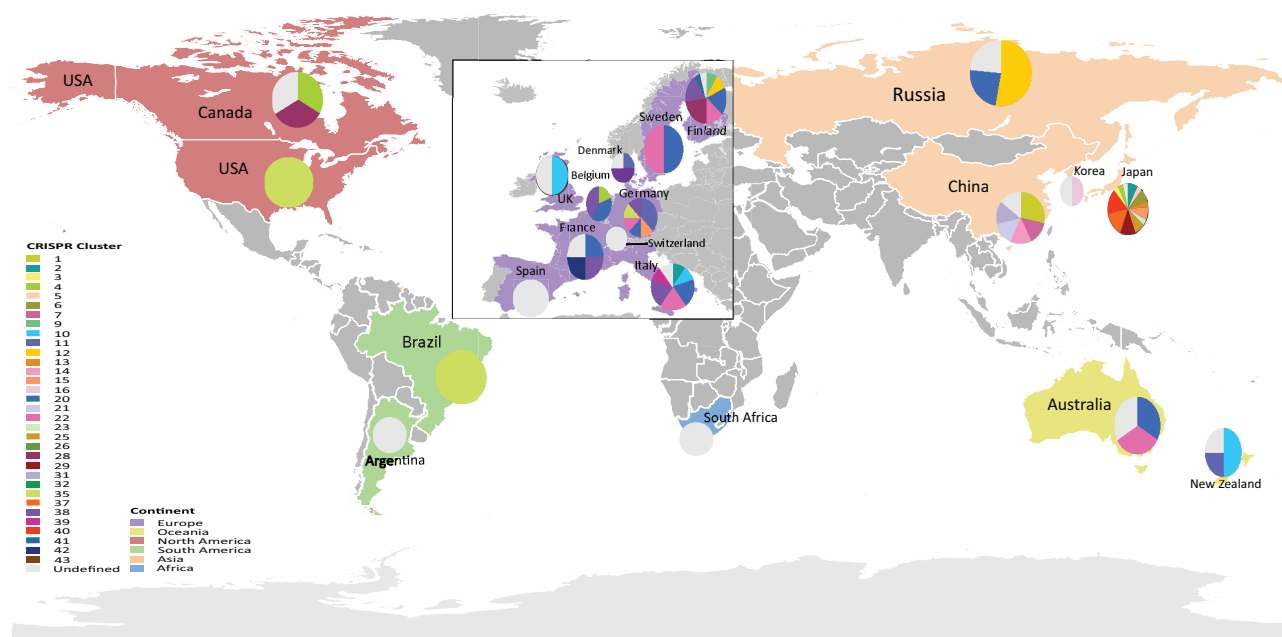 USA
Canada
USA
Russia
Sweden
Finland
Denmark
Belgium
UK
Germany
France
Switzerland
Spain
Italy
China
Korea
Japan
Brazil
Argentina
South Africa
Australia
New Zealand
CRISPR Cluster
1
2
3
4
5
6
7
9
10
11
12
13
14
15
16
20
21
22
23
25
26
28
29
31
32
35
37
38
39
40
41
42
43
Undefined
Continent
Europe
Oceania
North America
South America
Asia
Africa